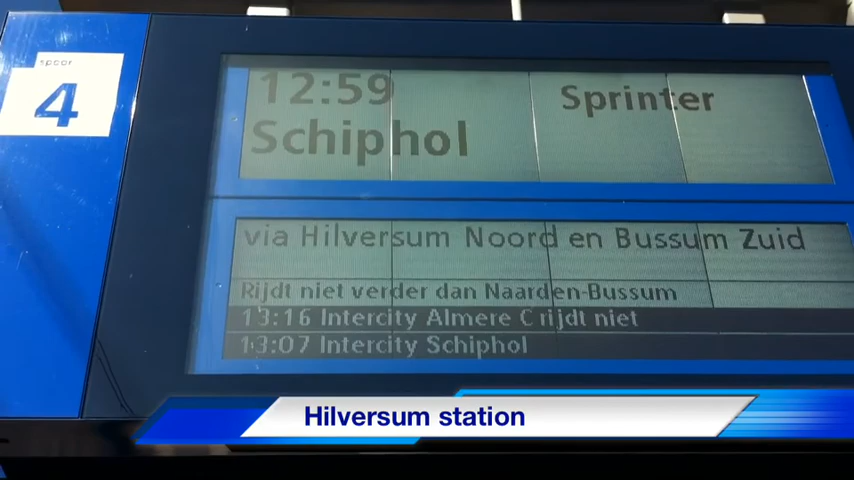 spoor
4
12:59
Sprinter
Schiphol
via Hilversum Noord en Bussum Zuid
Rijdt niet verder dan Naarden-Bussum
13:16 Intercity Almere C rijdt niet
13:07 Intercity Schiphol
Hilversum station